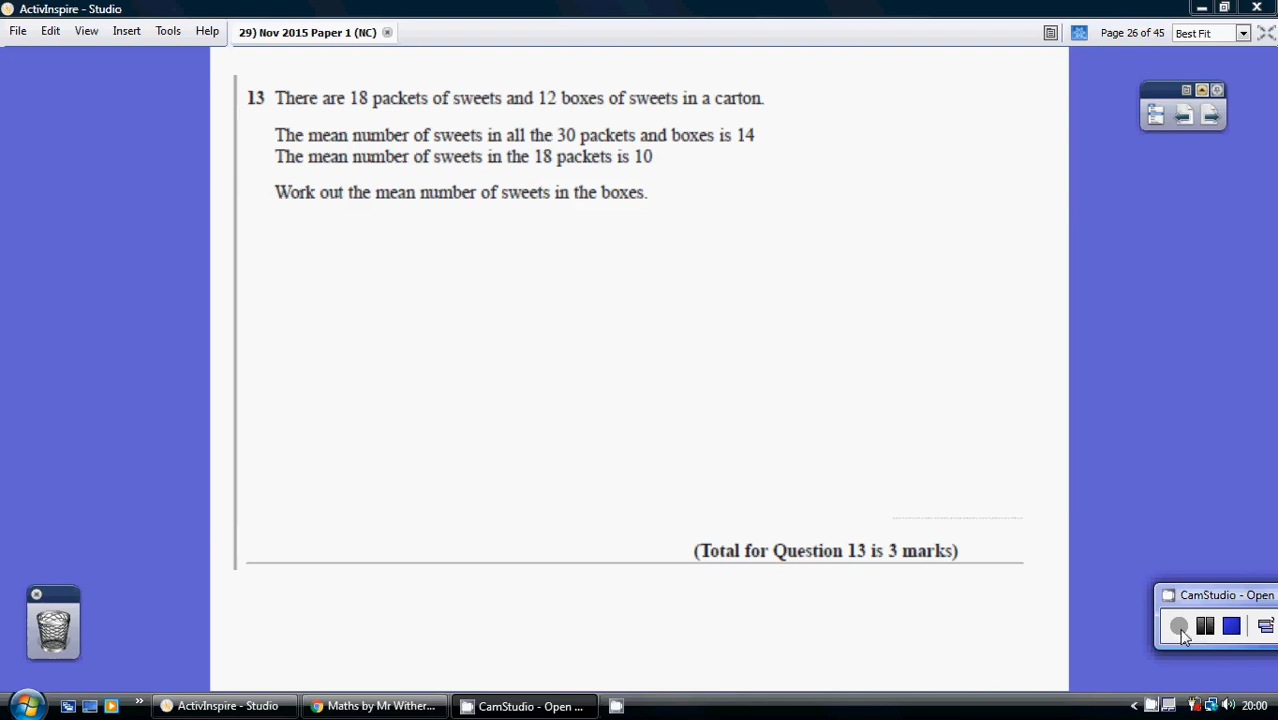 ActivInspire - Studio
File Edit View Insert Tools Help
29) Nov 2015 Paper 1 (NC)
Page 26 of 45
Best Fit
13 There are 18 packets of sweets and 12 boxes of sweets in a carton.
The mean number of sweets in all the 30 packets and boxes is 14
The mean number of sweets in the 18 packets is 10
Work out the mean number of sweets in the boxes.
(Total for Question 13 is 3 marks)
CamStudio - Open
ActivInspire - Studio
Maths by Mr Wither...
CamStudio - Open ...
20:00